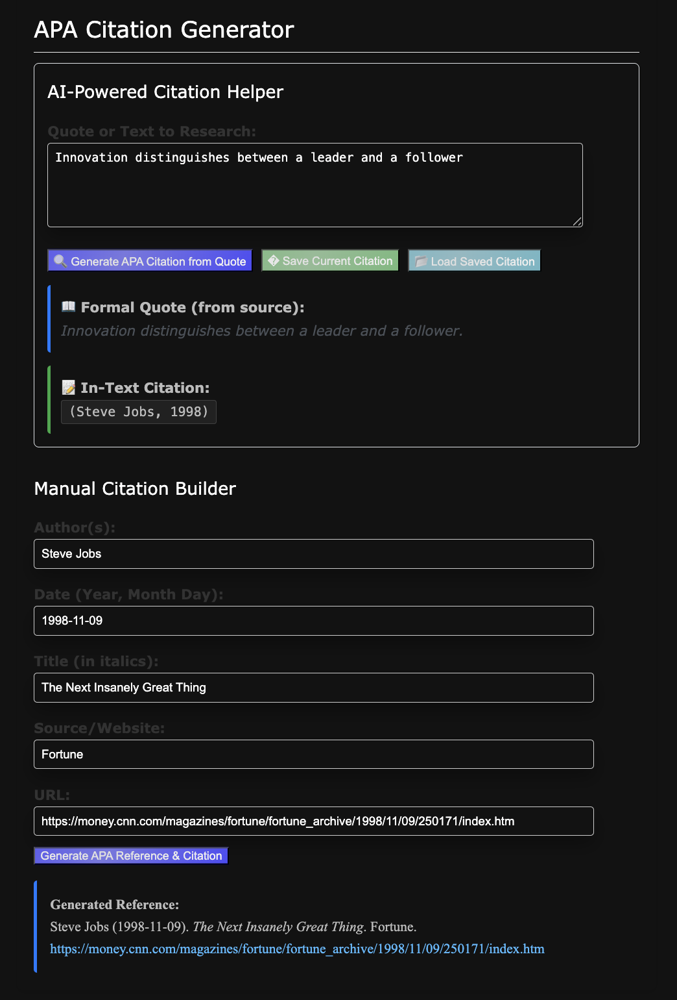 APA Citation Generator
AI-Powered Citation Helper
Quote or Text to Research:
Innovation distinguishes between a leader and a follower
🔍 Generate APA Citation from Quote
� Save Current Citation
📁 Load Saved Citation
📖 Formal Quote (from source):
Innovation distinguishes between a leader and a follower.
📝 In-Text Citation:
(Steve Jobs, 1998)
Manual Citation Builder
Author(s):
Steve Jobs
Date (Year, Month Day):
1998-11-09
Title (in italics):
The Next Insanely Great Thing
Source/Website:
Fortune
URL:
https://money.cnn.com/magazines/fortune/fortune_archive/1998/11/09/250171/index.htm
Generate APA Reference & Citation
Generated Reference:
Steve Jobs (1998-11-09). The Next Insanely Great Thing. Fortune.
https://money.cnn.com/magazines/fortune/fortune_archive/1998/11/09/250171/index.htm